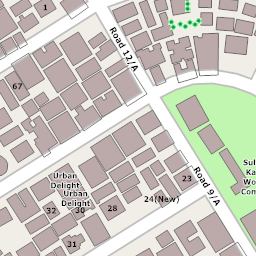 1
Road 12/A
67
Urban
Delight
Urban
Delight
32
30
28
24(New)
23
31
Road 9/A
Sul
Ka
Wo
Com